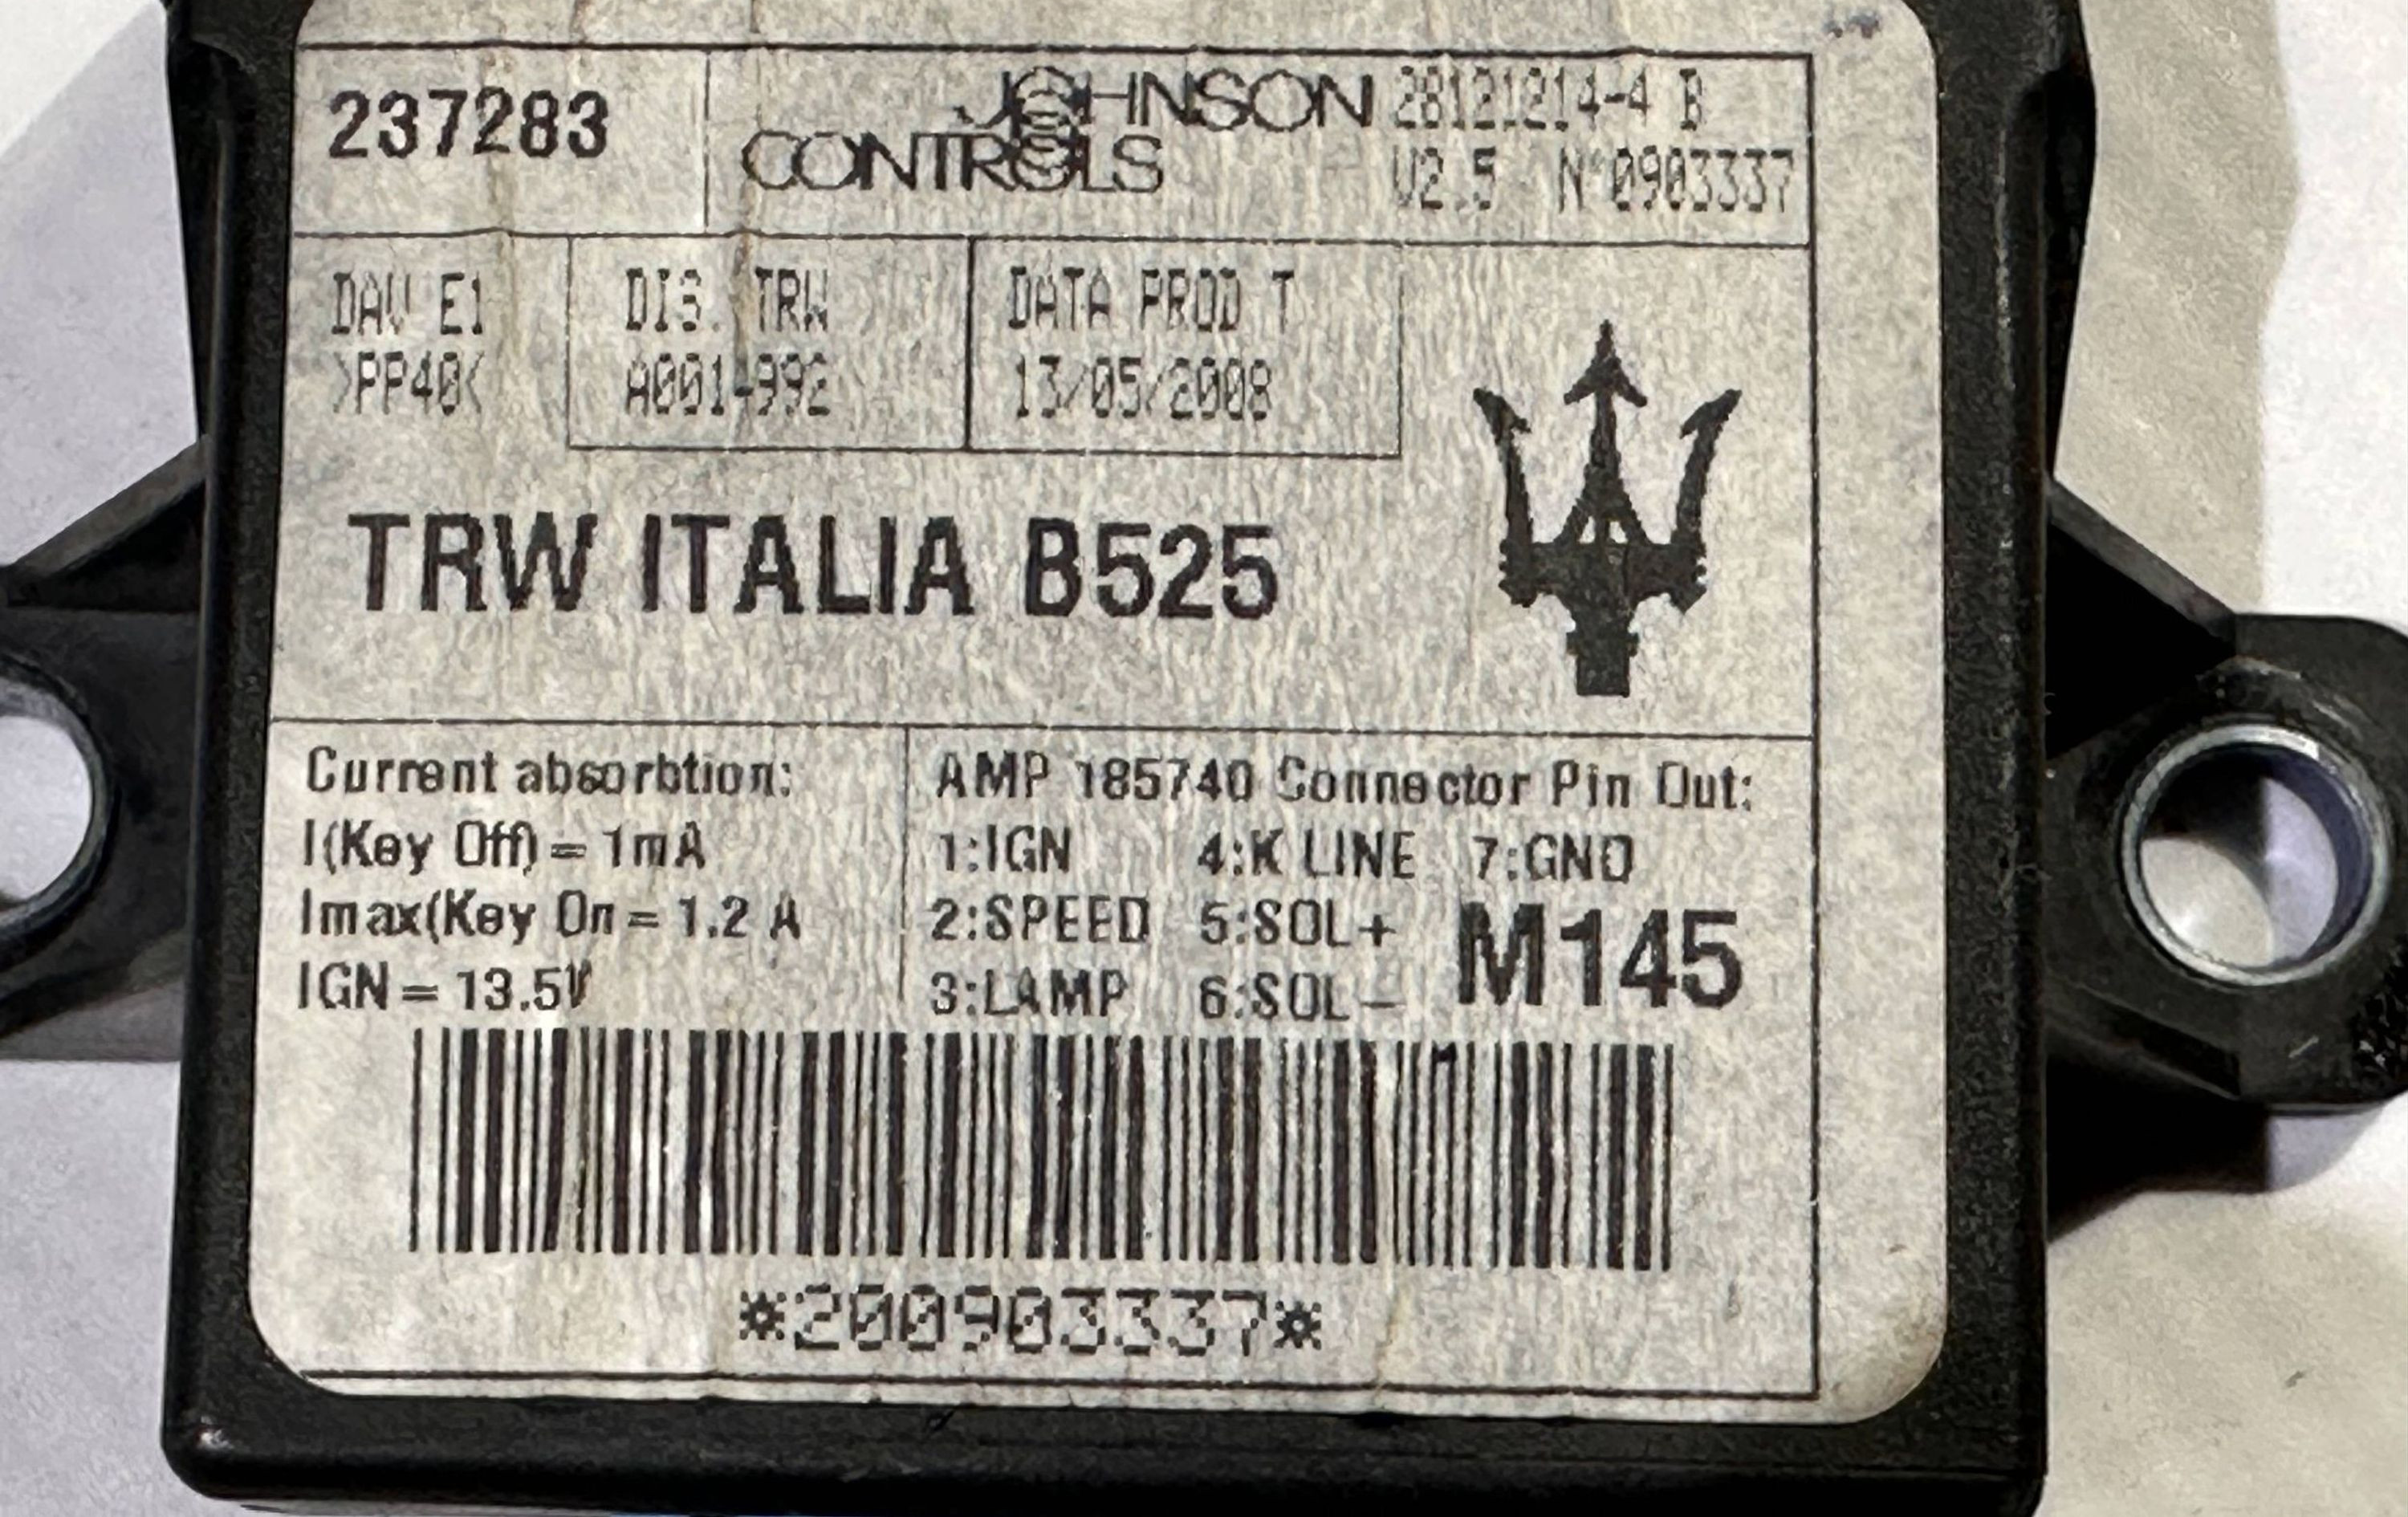 237283
JOHNSON CONTROLS
28121214-4 B
V2.5 N°0903337
DAV E1
>PP40<
DIS. TRW
A001-992
DATA PROD T
13/05/2008
TRW ITALIA B525
Current absorbtion:
I(Key Off) = 1mA
Imax(Key On = 1.2 A
IGN = 13.5V
AMP 185740 Connector Pin Out:
1:IGN 4:K LINE 7:GND
2:SPEED 5:SOL+
3:LAMP 6:SOL–
M145
*200903337*